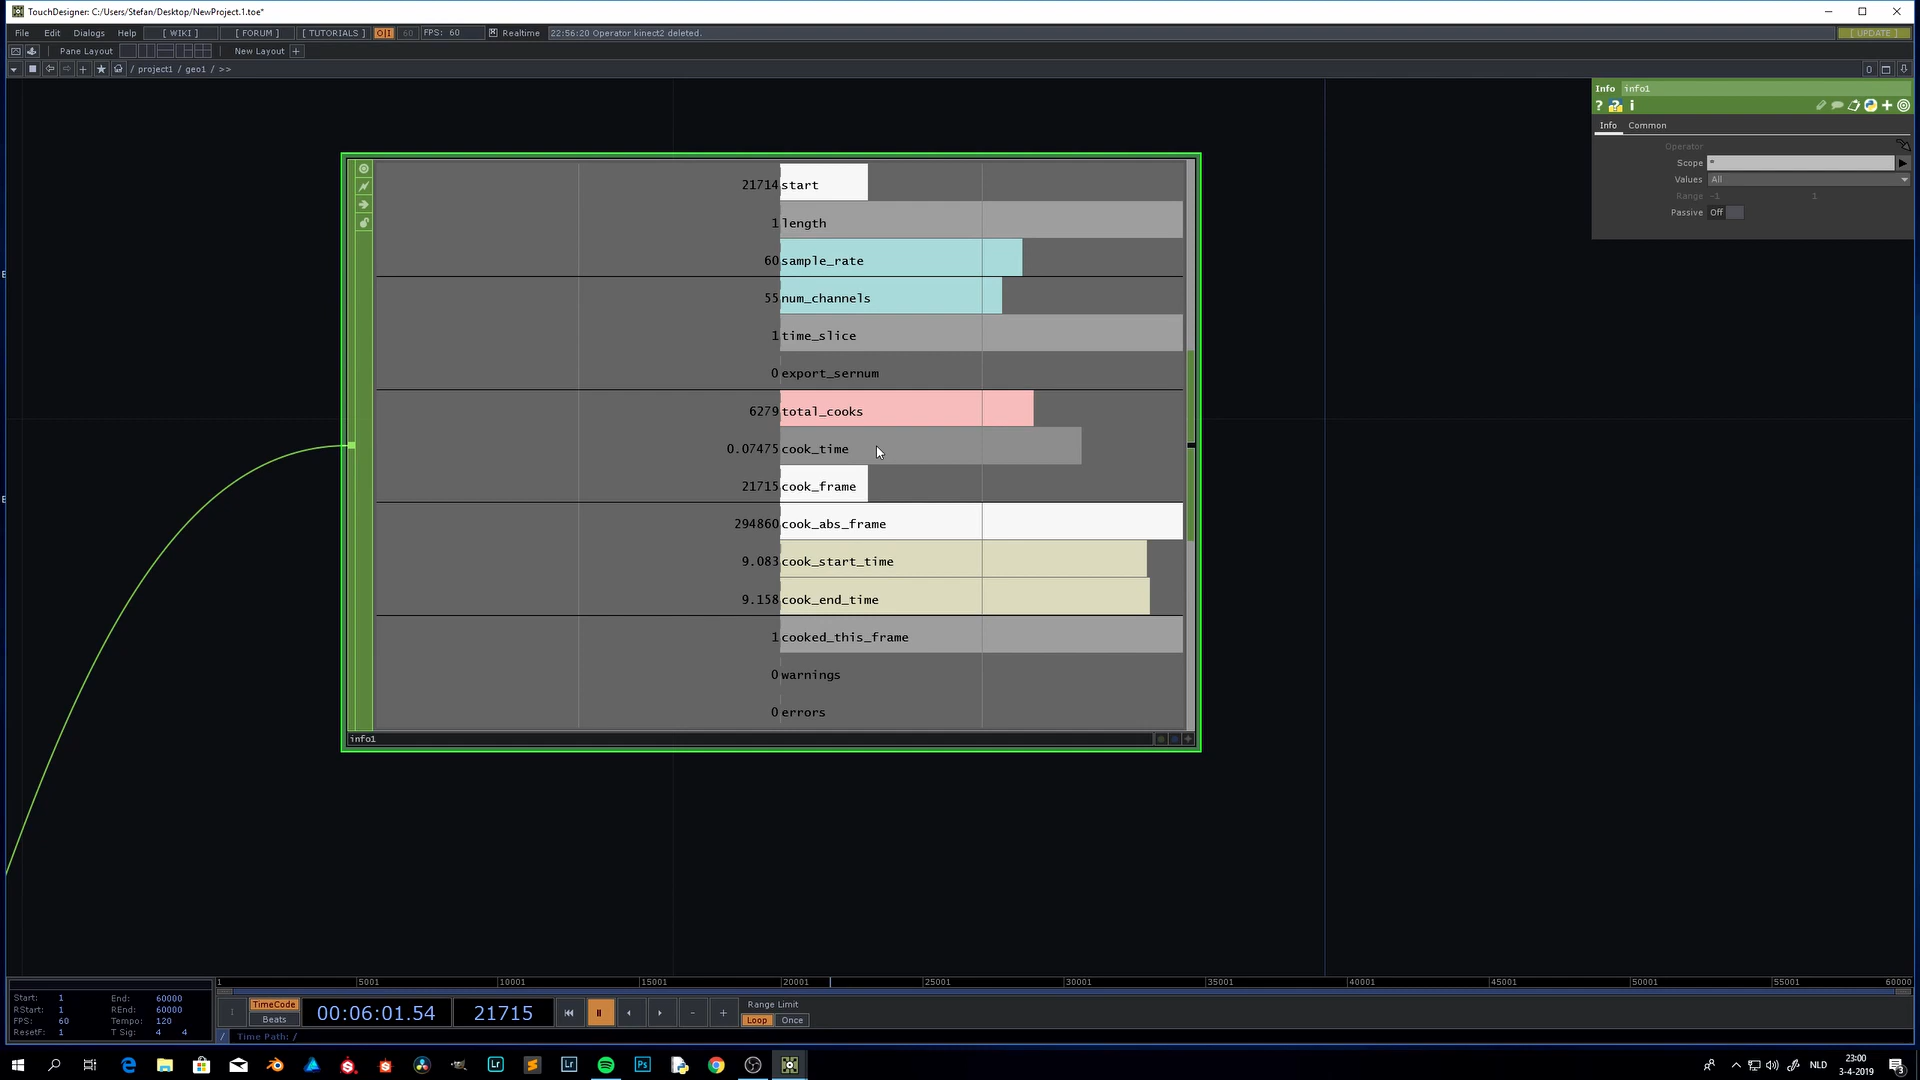 TouchDesigner: C:/Users/Stefan/Desktop/NewProject.1.toe*
File Edit Dialogs Help [ WIKI ] [ FORUM ] [ TUTORIALS ] O|I 60 FPS: 60 Realtime 22:56:20 Operator kinect2 deleted. [ UPDATE ]
Pane Layout New Layout +
/ project1 / geo1 / >>
0
Info info1
Info Common
Operator
Scope *
Values All
Range -1 1
Passive Off
21714 start
1 length
60 sample_rate
55 num_channels
1 time_slice
0 export_sernum
6279 total_cooks
0.07475 cook_time
21715 cook_frame
294860 cook_abs_frame
9.083 cook_start_time
9.158 cook_end_time
1 cooked_this_frame
0 warnings
0 errors
info1
1 5001 10001 15001 20001 25001 30001 35001 40001 45001 50001 55001 60000
Start: 1 End: 60000
RStart: 1 REnd: 60000
FPS: 60 Tempo: 120
ResetF: 1 T Sig: 4 4
TimeCode
Beats
00:06:01.54 21715
Range Limit
Loop Once
/ Time Path: /
NLD
23:00
3-4-2019